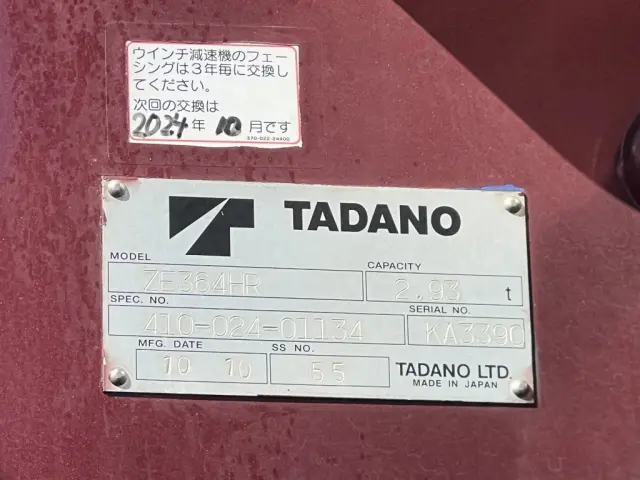 ウインチ減速機のフェー
シングは3年毎に交換し
てください。
次回の交換は
2024年 10月です
370-022-24400
TADANO
MODEL
ZE364HR
CAPACITY
2.93 t
SPEC. NO.
410-024-01134
SERIAL NO.
KA3390
MFG. DATE
10 10
SS NO.
55
TADANO LTD.
MADE IN JAPAN